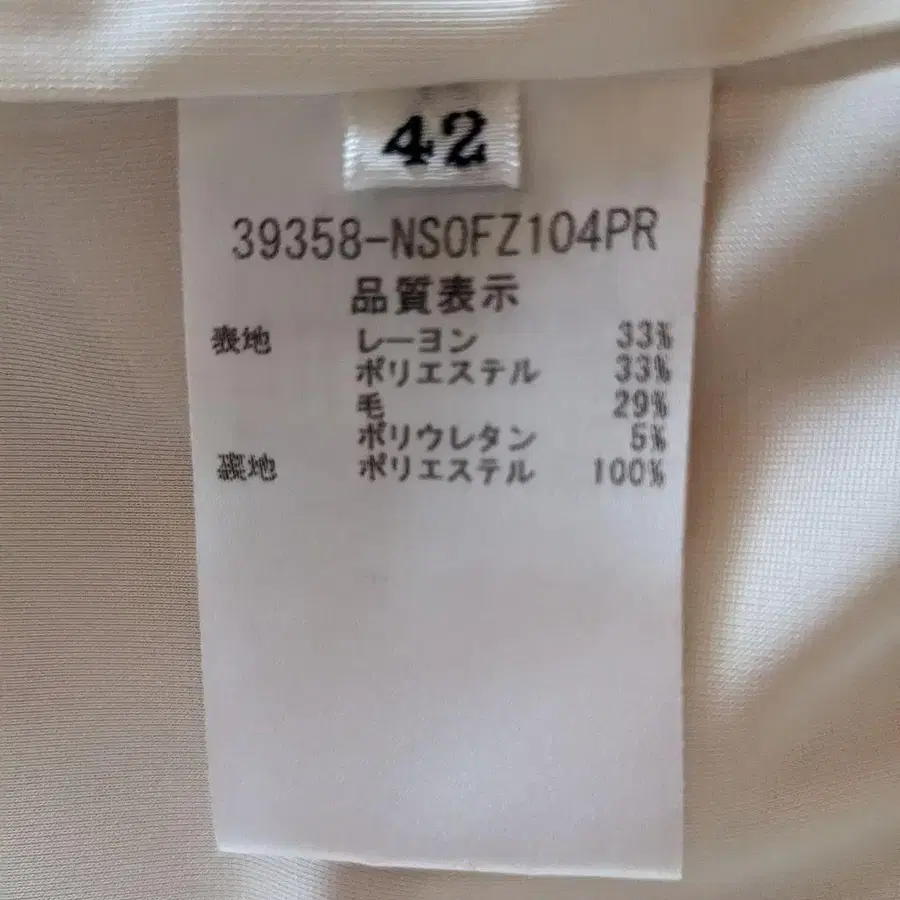 42
39358-NSOFZ104PR
品質表示
表地 レーヨン 33%
ポリエステル 33%
毛 29%
ポリウレタン 5%
裏地 ポリエステル 100%